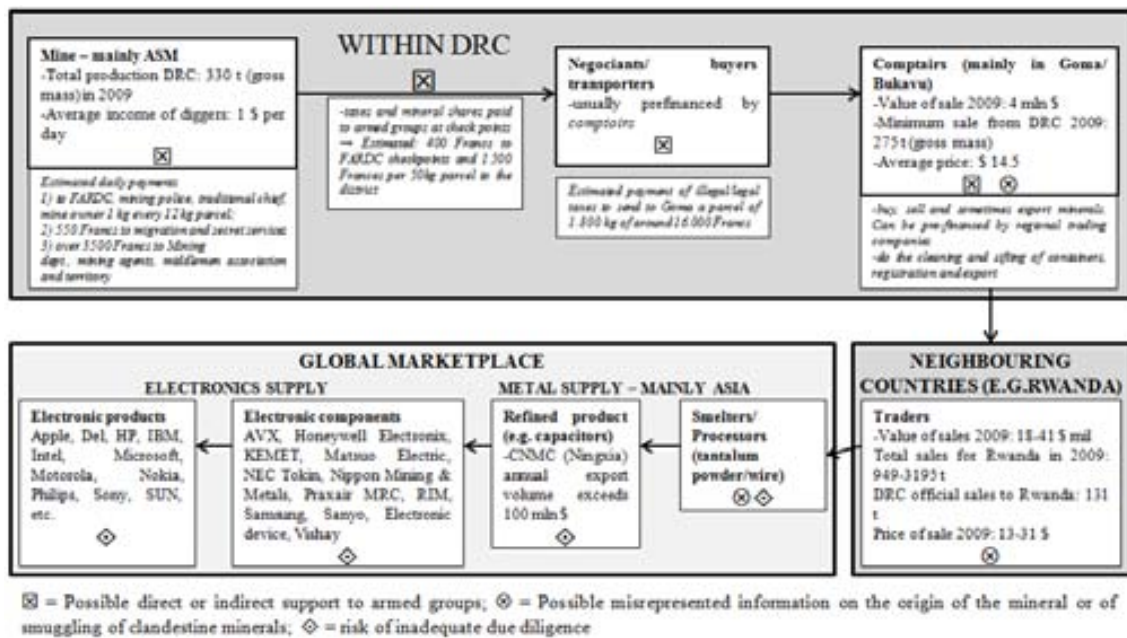 WITHIN DRC
Mine – mainly ASM
-Total production DRC: 330 t (gross
mass) in 2009
-Average income of diggers: 1 $ per
day
Estimated daily payments
1) to FARDC, mining police, traditional chief,
mine owner 1 kg every 12 kg parcel;
2) 550 Francs to migration and secret services
3) over 3500 Francs to Mining
dept., mining agents, middlemen association
and territory
-taxes and mineral shares paid
to armed groups at check points
→ Estimated: 400 Francs to
FARDC checkpoints and 1500
Frances per 50kg parcel to the
district
Negociants/ buyers
transporters
-usually prefinanced by
comptoirs
Estimated payment of illegal/legal
taxes to send to Goma a parcel of
1.800 kg of around 16.000 Francs
Comptairs (mainly in Goma/
Bukavu)
-Value of sale 2009: 4 mln $
-Minimum sale from DRC 2009:
275t (gross mass)
-Average price: $ 14.5
-buy, sell and sometimes export minerals.
Can be pre-financed by regional trading
companies
-do the cleaning and sifting of containers,
registration and export
NEIGHBOURING
COUNTRIES (E.G.RWANDA)
Traders
-Value of sales 2009: 18-41 $ mil
Total sales for Rwanda in 2009:
949-3195 t
DRC official sales to Rwanda: 131
t
Price of sale 2009: 13-31 $
GLOBAL MARKETPLACE
ELECTRONICS SUPPLY
METAL SUPPLY – MAINLY ASIA
Electronic products
Apple, Del, HP, IBM,
Intel, Microsoft,
Motorola, Nokia,
Philips, Sony, SUN,
etc.
Electronic components
AVX, Honeywell Electronix,
KEMET, Matsuo Electric,
NEC Tokin, Nippon Mining &
Metals, Praxair MRC, RIM,
Samsung, Sanyo, Electronic
device, Vishay
Refined product
(e.g. capacitors)
-CNMC (Ningxia)
annual export
volume exceeds
100 mln $
Smelters/
Processors
(tantalum
powder/wire)
☒ = Possible direct or indirect support to armed groups; ⊗ = Possible misrepresented information on the origin of the mineral or of
smuggling of clandestine minerals; ◈ = risk of inadequate due diligence